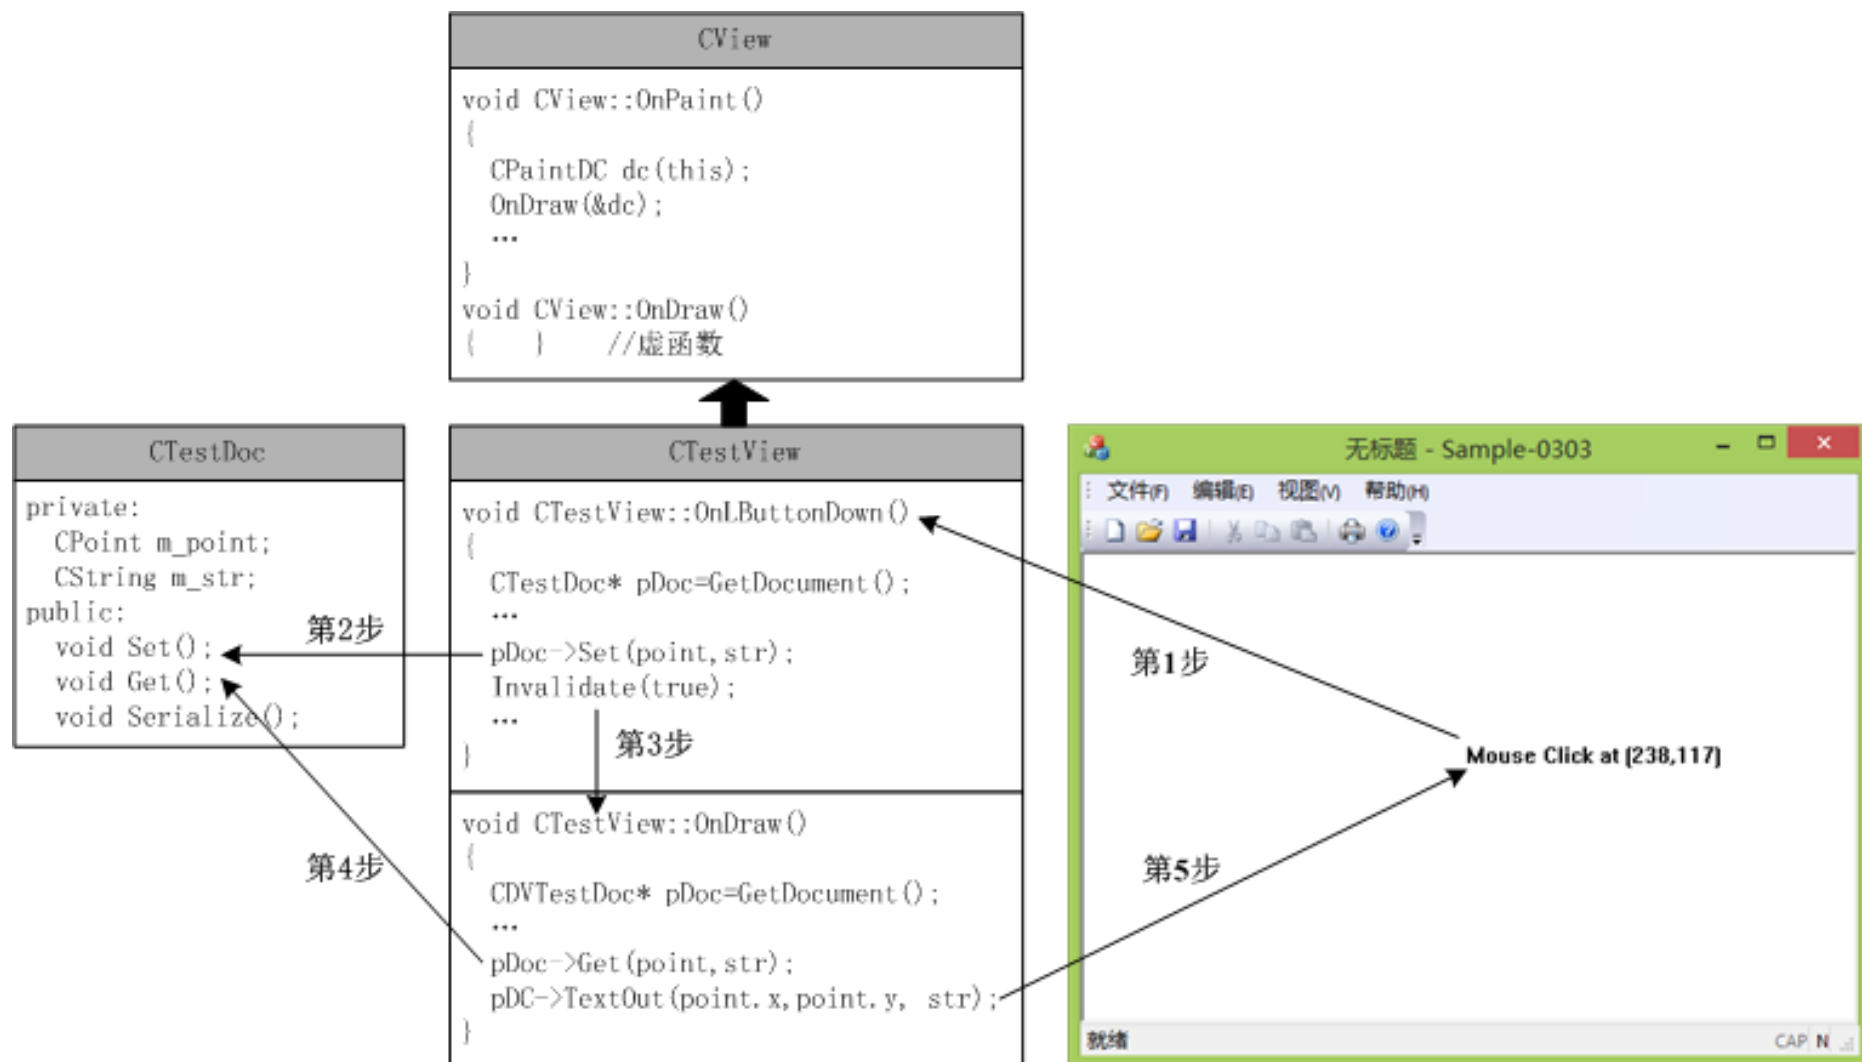 CView
void CView::OnPaint()
{
CPaintDC dc(this);
OnDraw(&dc);
…
}
void CView::OnDraw()
{    }    //虚函数
CTestDoc
private:
CPoint m_point;
CString m_str;
public:
void Set();
void Get();
void Serialize();
第2步
第4步
CTestView
void CTestView::OnLButtonDown()
{
CTestDoc* pDoc=GetDocument();
…
pDoc->Set(point,str);
Invalidate(true);
…
}
第3步
void CTestView::OnDraw()
{
CDVTestDoc* pDoc=GetDocument();
…
pDoc->Get(point,str);
pDC->TextOut(point.x,point.y, str);
}
无标题 - Sample-0303
文件(F) 编辑(E) 视图(V) 帮助(H)
第1步
Mouse Click at (238,117)
第5步
就绪
CAP N